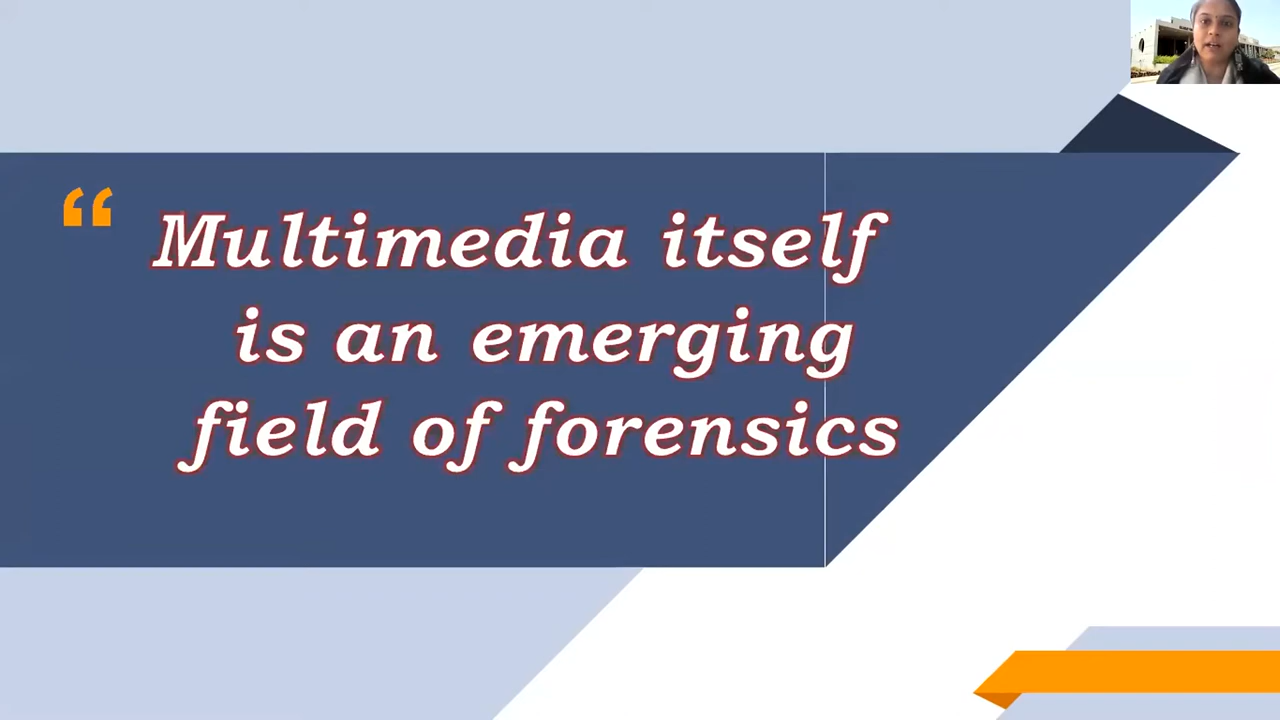 “ Multimedia itself
is an emerging
field of forensics